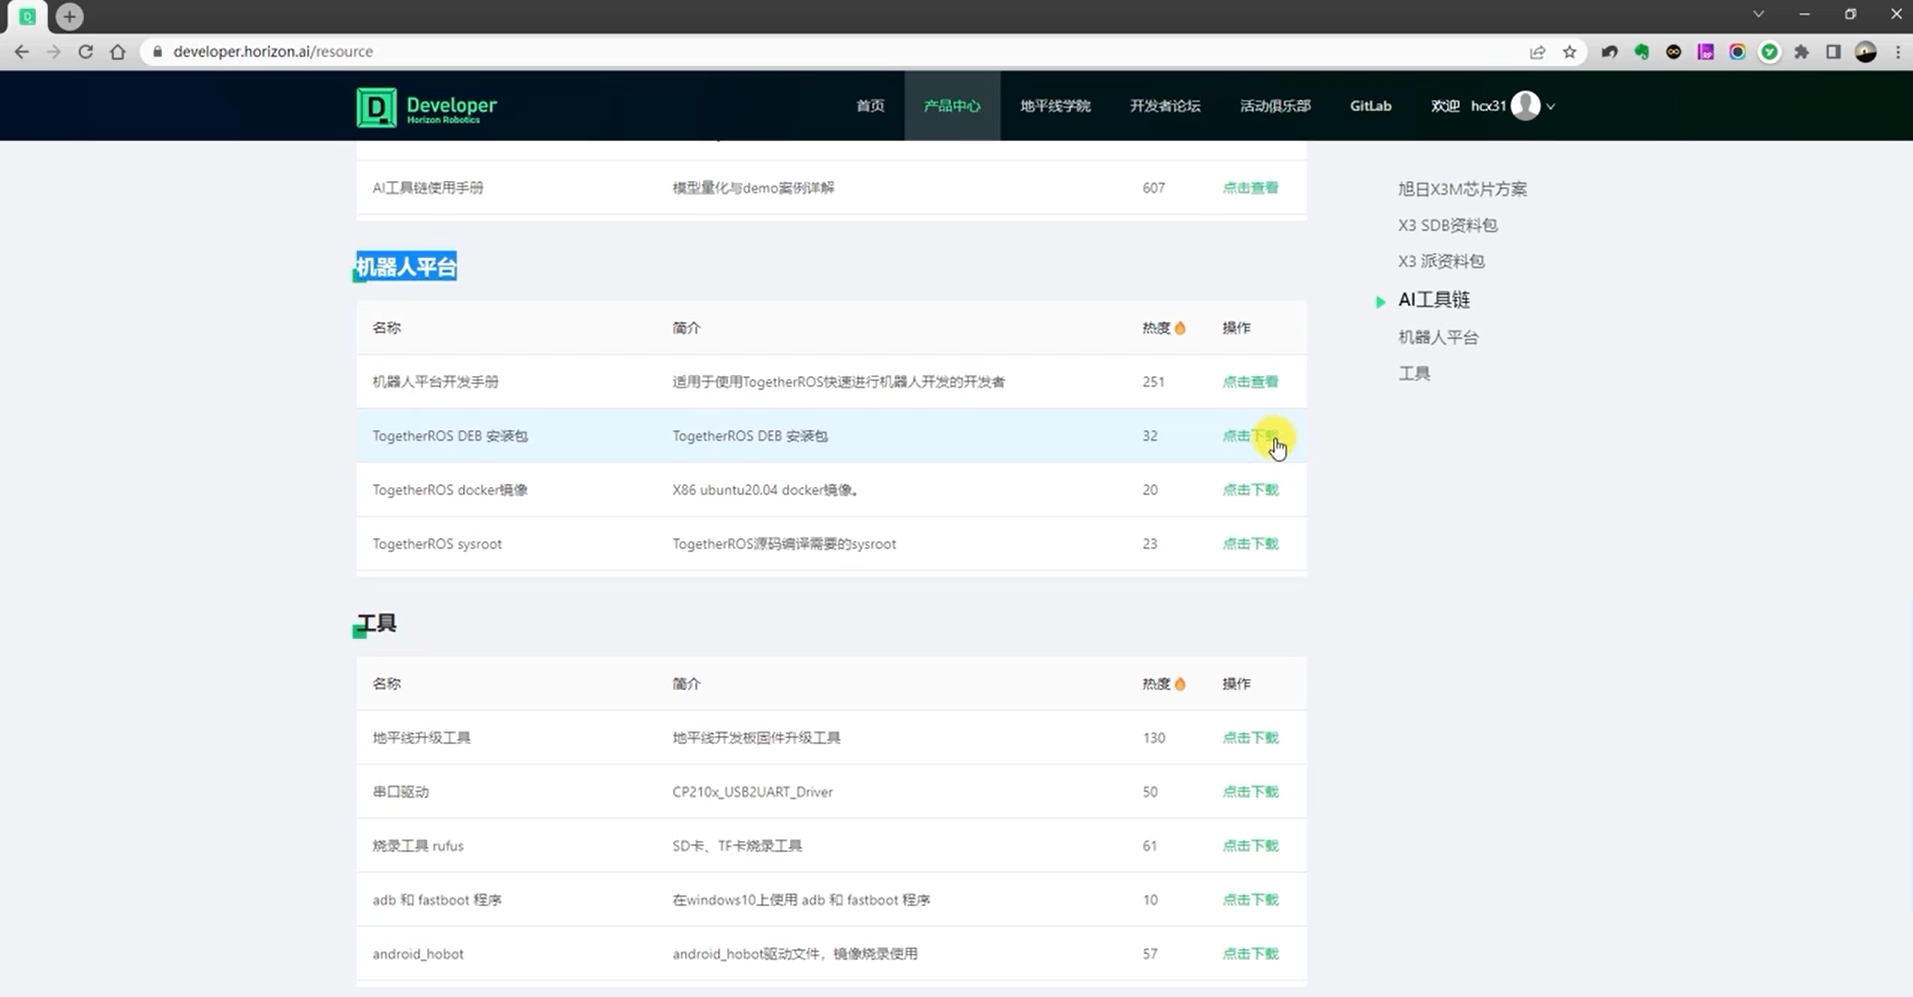 developer.horizon.ai/resource
Developer
Horizon Robotics
首页
产品中心
地平线学院
开发者论坛
活动俱乐部
GitLab
欢迎 hcx31
AI工具链使用手册 模型量化与demo案例详解 607 点击查看
机器人平台
名称 简介 热度 操作
机器人平台开发手册 适用于使用TogetherROS快速进行机器人开发的开发者 251 点击查看
TogetherROS DEB 安装包 TogetherROS DEB 安装包 32 点击下载
TogetherROS docker镜像 X86 ubuntu20.04 docker镜像。 20 点击下载
TogetherROS sysroot TogetherROS源码编译需要的sysroot 23 点击下载
工具
名称 简介 热度 操作
地平线升级工具 地平线开发板固件升级工具 130 点击下载
串口驱动 CP210x_USB2UART_Driver 50 点击下载
烧录工具 rufus SD卡、TF卡烧录工具 61 点击下载
adb 和 fastboot 程序 在windows10上使用 adb 和 fastboot 程序 10 点击下载
android_hobot android_hobot驱动文件，镜像烧录使用 57 点击下载
旭日X3M芯片方案
X3 SDB资料包
X3 派资料包
AI工具链
机器人平台
工具